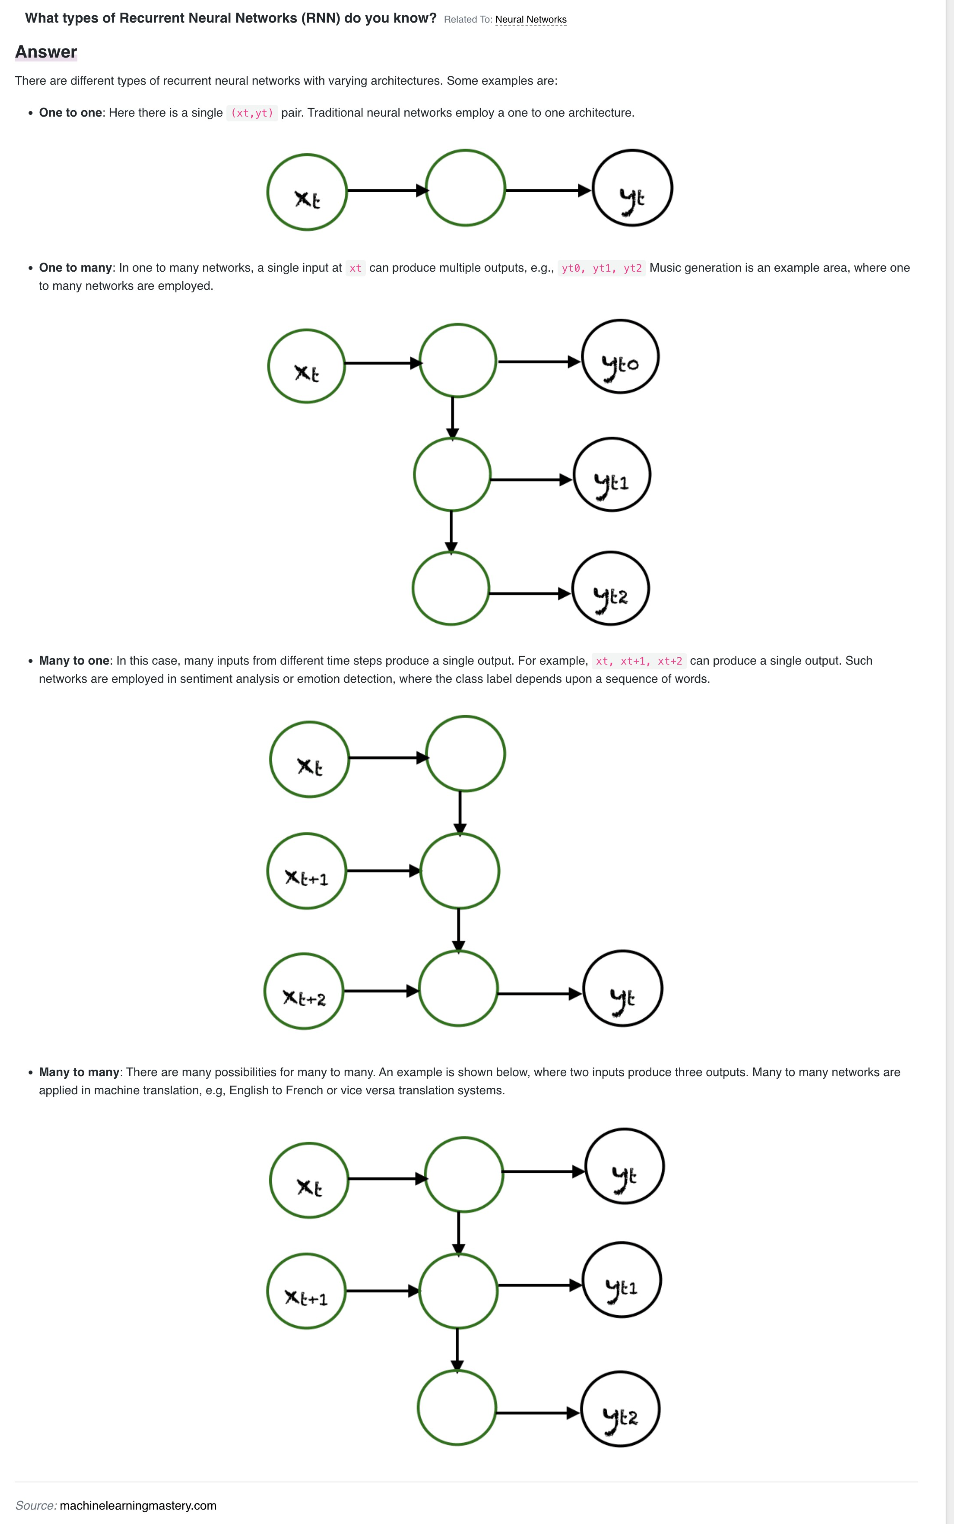 What types of Recurrent Neural Networks (RNN) do you know? Related To: Neural Networks
Answer
There are different types of recurrent neural networks with varying architectures. Some examples are:
• One to one: Here there is a single (xt,yt) pair. Traditional neural networks employ a one to one architecture.
xt
yt
• One to many: In one to many networks, a single input at xt can produce multiple outputs, e.g., yt0, yt1, yt2 Music generation is an example area, where one
to many networks are employed.
xt
yt0
yt1
yt2
• Many to one: In this case, many inputs from different time steps produce a single output. For example, xt, xt+1, xt+2 can produce a single output. Such
networks are employed in sentiment analysis or emotion detection, where the class label depends upon a sequence of words.
xt
xt+1
xt+2
yt
• Many to many: There are many possibilities for many to many. An example is shown below, where two inputs produce three outputs. Many to many networks are
applied in machine translation, e.g, English to French or vice versa translation systems.
xt
yt
xt+1
yt1
yt2
Source: machinelearningmastery.com